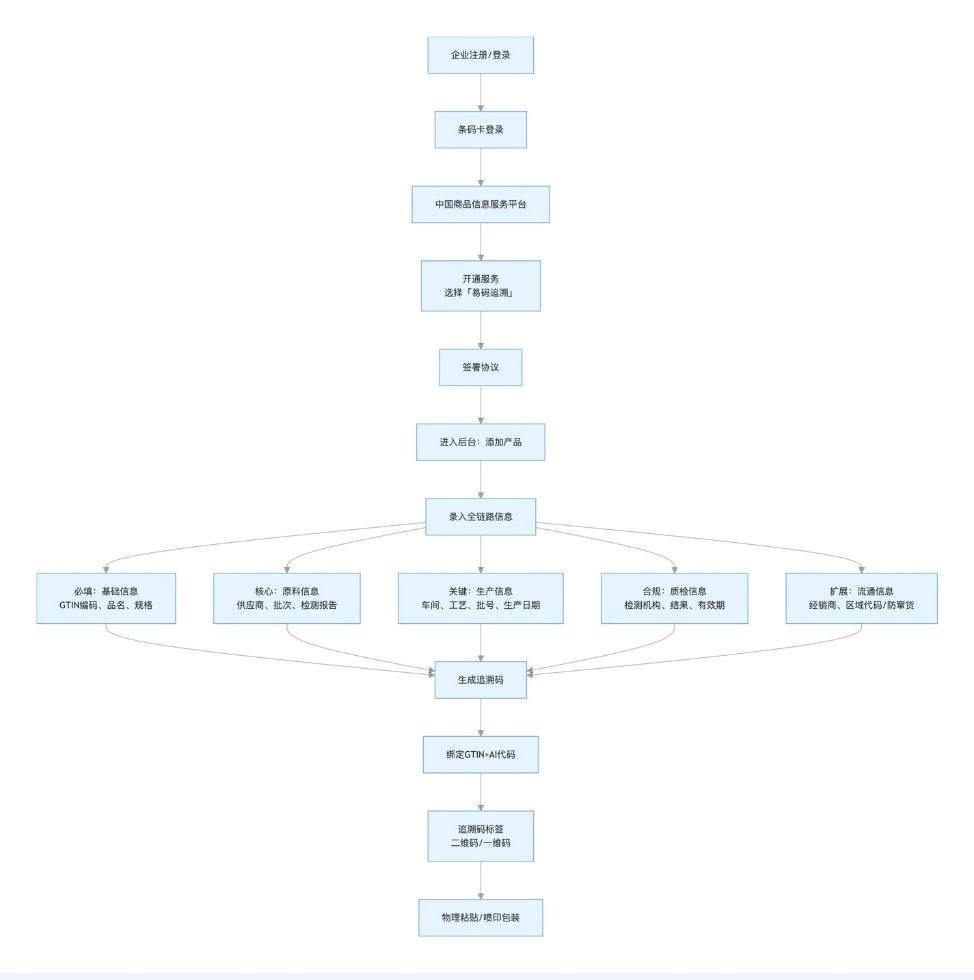 企业注册/登录
条码卡登录
中国商品信息服务平台
开通服务
选择「易码追溯」
签署协议
进入后台：添加产品
录入全链路信息
必填：基础信息
GTIN编码、品名、规格
核心：原料信息
供应商、批次、检测报告
关键：生产信息
车间、工艺、批号、生产日期
合规：质检信息
检测机构、结果、有效期
扩展：流通信息
经销商、区域代码/防窜货
生成追溯码
绑定GTIN+AI代码
追溯码标签
二维码/一维码
物理粘贴/喷印包装